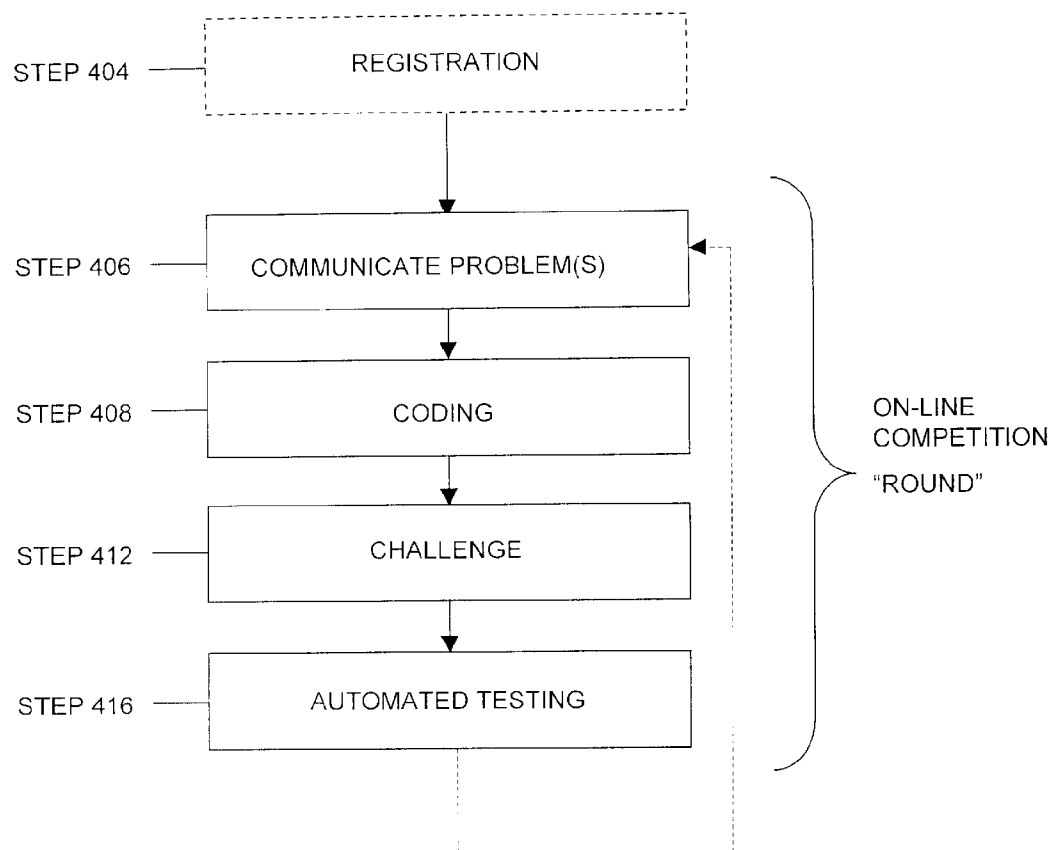 STEP 404
REGISTRATION
STEP 406
COMMUNICATE PROBLEM(S)
STEP 408
CODING
ON-LINE
COMPETITION
"ROUND"
STEP 412
CHALLENGE
STEP 416
AUTOMATED TESTING